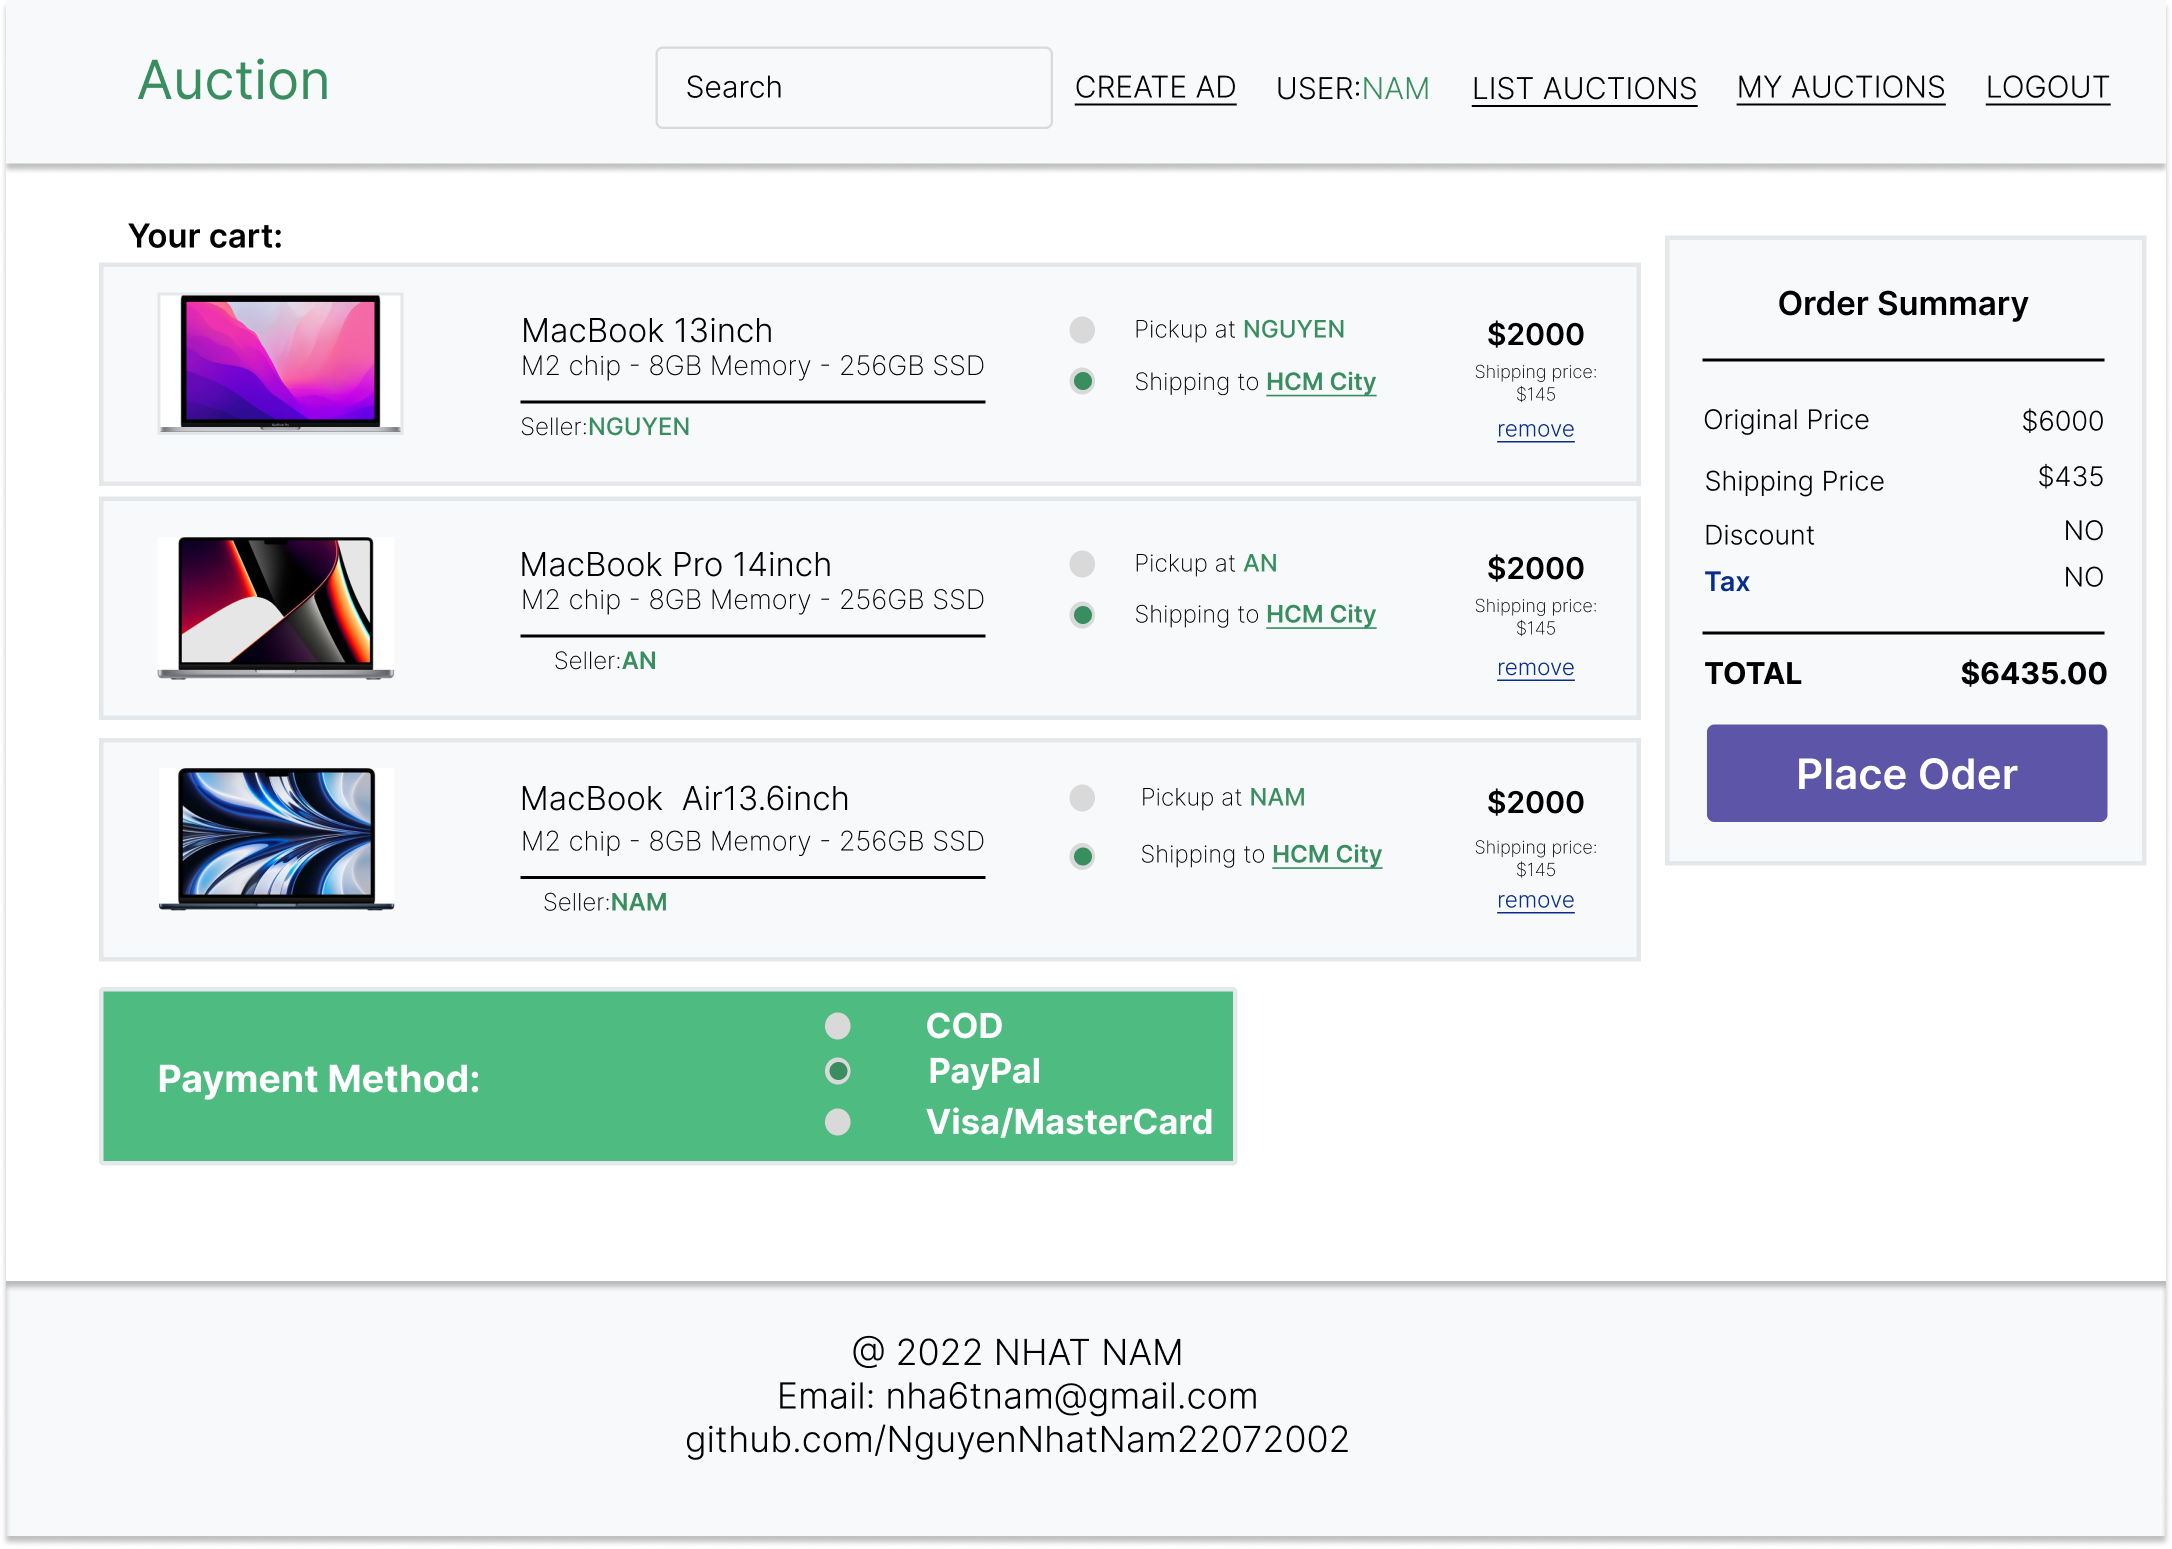 Auction
Search
CREATE AD
USER:NAM
LIST AUCTIONS
MY AUCTIONS
LOGOUT
Your cart:
MacBook 13inch
M2 chip - 8GB Memory - 256GB SSD
Seller:NGUYEN
Pickup at NGUYEN
Shipping to HCM City
$2000
Shipping price:
$145
remove
MacBook Pro 14inch
M2 chip - 8GB Memory - 256GB SSD
Seller:AN
Pickup at AN
Shipping to HCM City
$2000
Shipping price:
$145
remove
MacBook  Air13.6inch
M2 chip - 8GB Memory - 256GB SSD
Seller:NAM
Pickup at NAM
Shipping to HCM City
$2000
Shipping price:
$145
remove
Order Summary
Original Price $6000
Shipping Price $435
Discount NO
Tax NO
TOTAL $6435.00
Place Oder
Payment Method:
COD
PayPal
Visa/MasterCard
@ 2022 NHAT NAM
Email: nha6tnam@gmail.com
github.com/NguyenNhatNam22072002